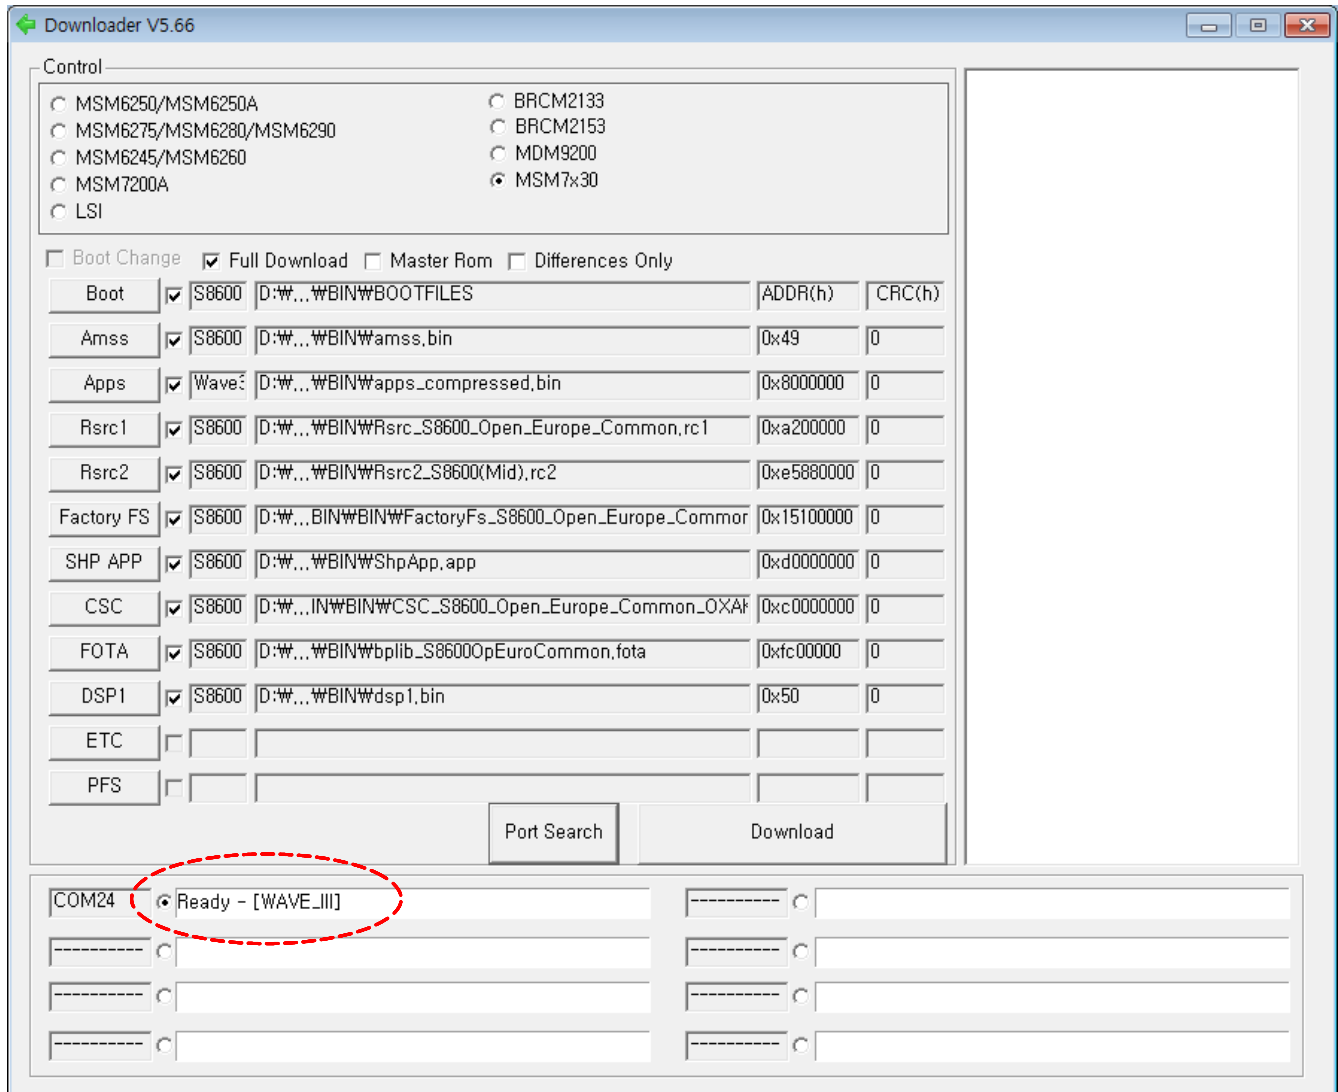 Downloader V5.66
Control
MSM6250/MSM6250A
MSM6275/MSM6280/MSM6290
MSM6245/MSM6260
MSM7200A
LSI
BRCM2133
BRCM2153
MDM9200
MSM7x30
Boot Change Full Download Master Rom Differences Only
Boot S8600 D:₩,,,₩BIN₩BOOTFILES ADDR(h) CRC(h)
Amss S8600 D:₩,,,₩BIN₩amss,bin 0x49 0
Apps Wave3 D:₩,,,₩BIN₩apps_compressed,bin 0x8000000 0
Rsrc1 S8600 D:₩,,,₩BIN₩Rsrc_S8600_Open_Europe_Common,rc1 0xa200000 0
Rsrc2 S8600 D:₩,,,₩BIN₩Rsrc2_S8600(Mid),rc2 0xe5880000 0
Factory FS S8600 D:₩,,,BIN₩BIN₩FactoryFs_S8600_Open_Europe_Common 0x15100000 0
SHP APP S8600 D:₩,,,₩BIN₩ShpApp,app 0xd0000000 0
CSC S8600 D:₩,,,IN₩BIN₩CSC_S8600_Open_Europe_Common_OXA 0xc0000000 0
FOTA S8600 D:₩,,,₩BIN₩bplib_S8600OpEuroCommon,fota 0xfc00000 0
DSP1 S8600 D:₩,,,₩BIN₩dsp1,bin 0x50 0
ETC
PFS
Port Search Download
COM24 Ready - [WAVE_III] ----------
---------- ----------
---------- ----------
---------- ----------